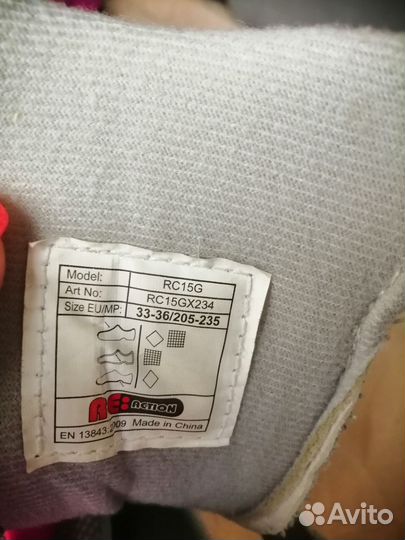 Model: RC15G
Art No: RC15GX234
Size EU/MP: 33-36/205-235
RE:ACTION
EN 13843:2009 Made in China
Avito